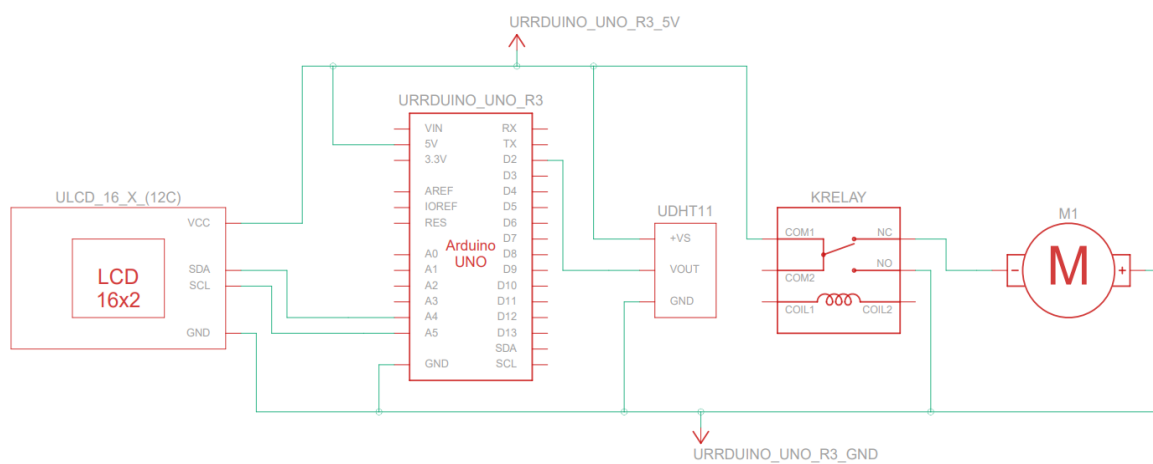 URRDUINO_UNO_R3_5V
URRDUINO_UNO_R3
VIN
5V
3.3V
AREF
IOREF
RES
A0
A1
A2
A3
A4
A5
GND
RX
TX
D2
D3
D4
D5
D6
D7
D8
D9
D10
D11
D12
D13
SDA
SCL
Arduino
UNO
ULCD_16_X_(12C)
VCC
SDA
SCL
GND
LCD
16x2
UDHT11
+VS
VOUT
GND
KRELAY
COM1
COM2
COIL1
NC
NO
COIL2
M1
-
M
+
URRDUINO_UNO_R3_GND